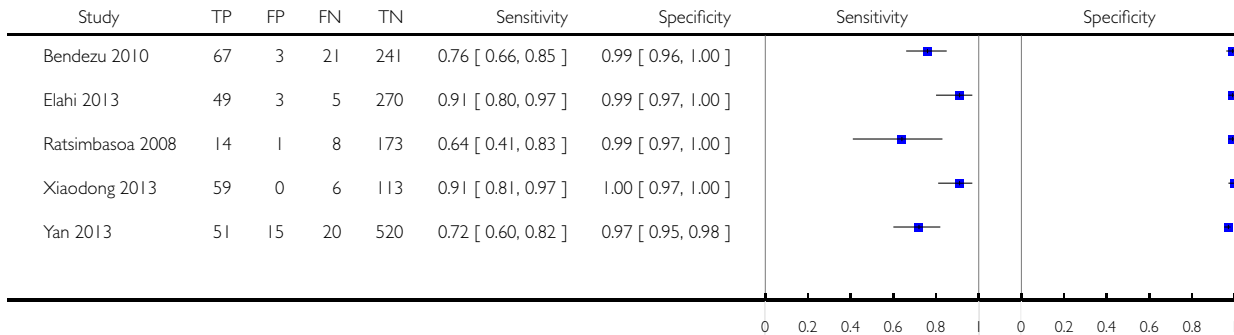 Study TP FP FN TN Sensitivity Specificity Sensitivity Specificity
Bendezu 2010 67 3 21 241 0.76 [ 0.66, 0.85 ] 0.99 [ 0.96, 1.00 ]
Elahi 2013 49 3 5 270 0.91 [ 0.80, 0.97 ] 0.99 [ 0.97, 1.00 ]
Ratsimbasoa 2008 14 1 8 173 0.64 [ 0.41, 0.83 ] 0.99 [ 0.97, 1.00 ]
Xiaodong 2013 59 0 6 113 0.91 [ 0.81, 0.97 ] 1.00 [ 0.97, 1.00 ]
Yan 2013 51 15 20 520 0.72 [ 0.60, 0.82 ] 0.97 [ 0.95, 0.98 ]
0 0.2 0.4 0.6 0.8 1 0 0.2 0.4 0.6 0.8 1